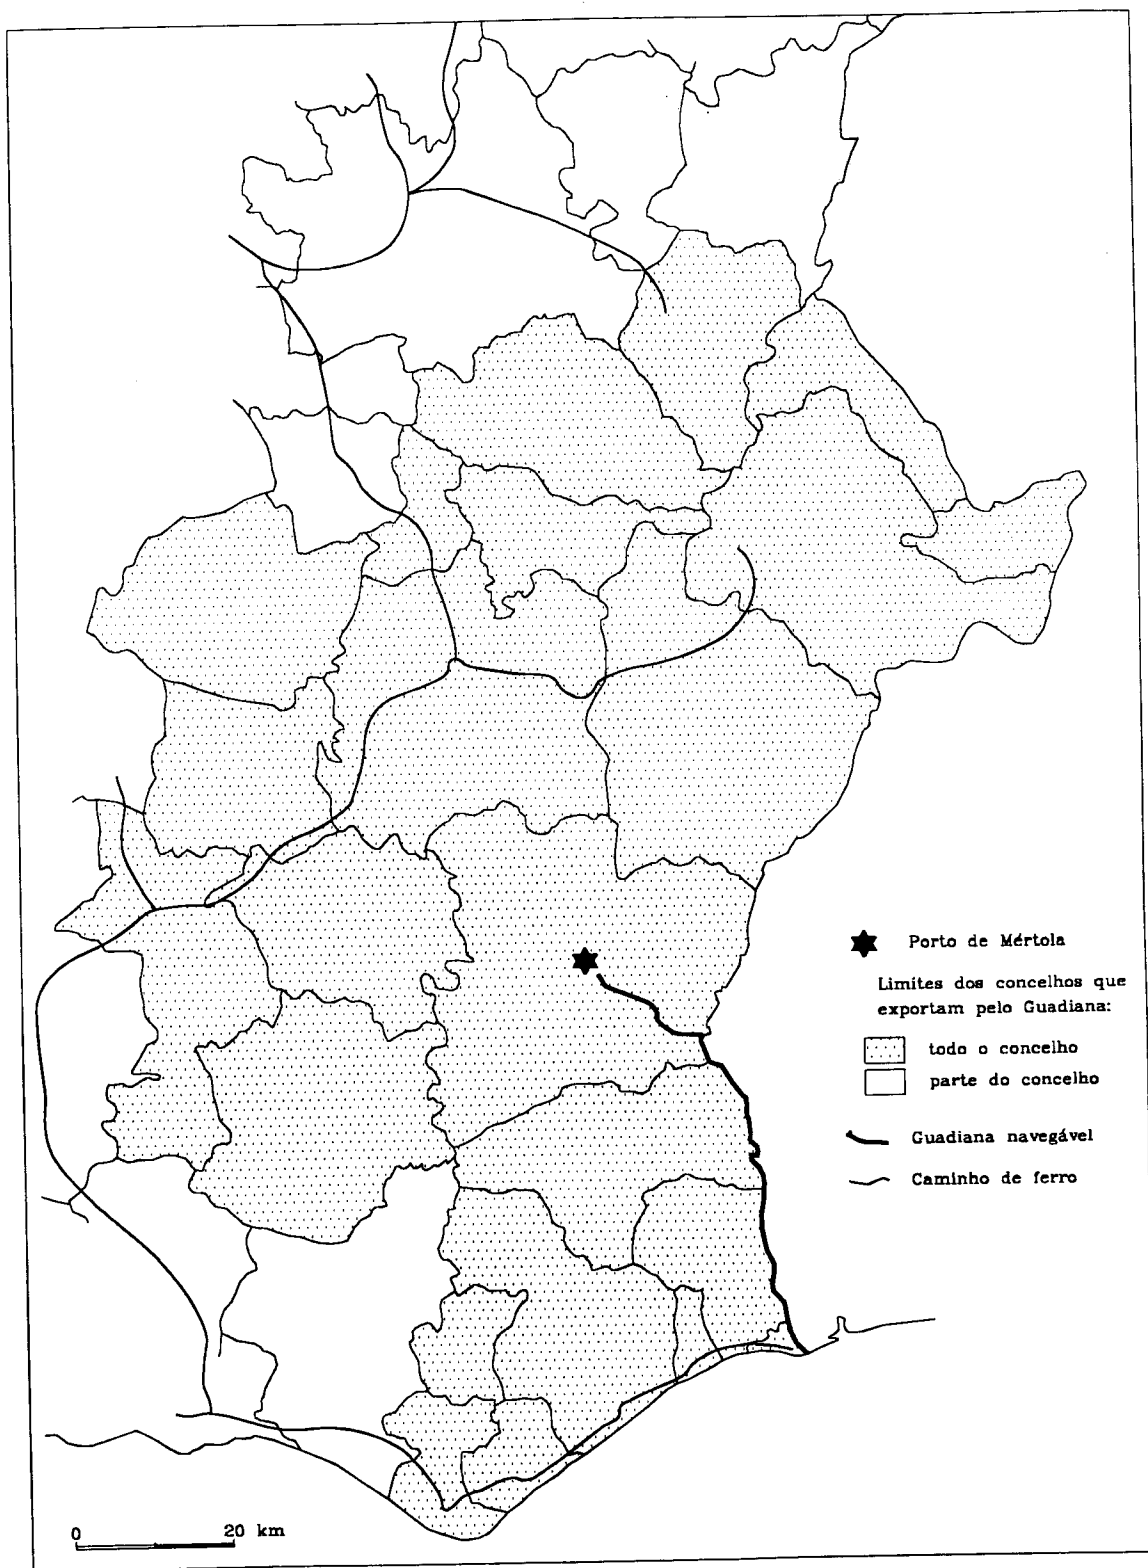 Porto de Mértola
Limites dos concelhos que
exportam pelo Guadiana:
todo o concelho
parte do concelho
Guadiana navegável
Caminho de ferro
0 20 km